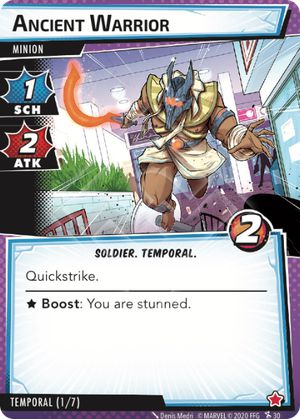 ANCIENT WARRIOR
MINION
1
SCH
2
ATK
2
SOLDIER. TEMPORAL.
Quickstrike.
★ Boost: You are stunned.
TEMPORAL (1/7)
Denis Medri © MARVEL © 2020 FFG 30